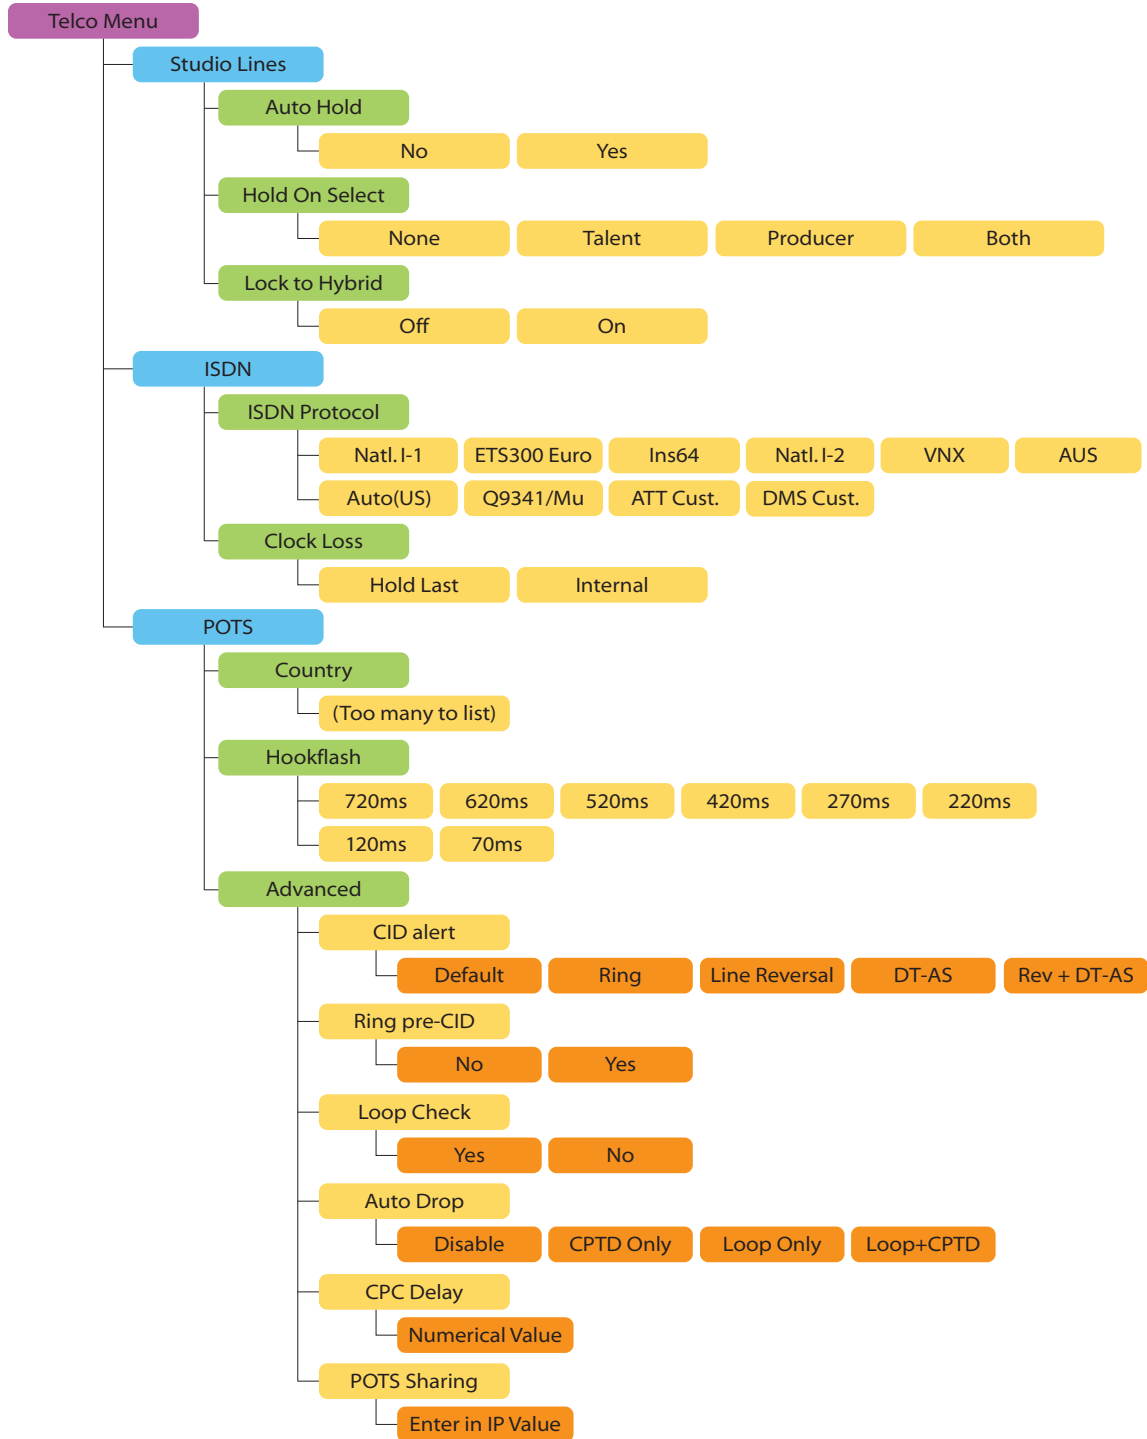 Telco Menu
Studio Lines
Auto Hold
No Yes
Hold On Select
None Talent Producer Both
Lock to Hybrid
Off On
ISDN
ISDN Protocol
Natl. I-1 ETS300 Euro Ins64 Natl. I-2 VNX AUS
Auto(US) Q9341/Mu ATT Cust. DMS Cust.
Clock Loss
Hold Last Internal
POTS
Country
(Too many to list)
Hookflash
720ms 620ms 520ms 420ms 270ms 220ms
120ms 70ms
Advanced
CID alert
Default Ring Line Reversal DT-AS Rev + DT-AS
Ring pre-CID
No Yes
Loop Check
Yes No
Auto Drop
Disable CPTD Only Loop Only Loop+CPTD
CPC Delay
Numerical Value
POTS Sharing
Enter in IP Value